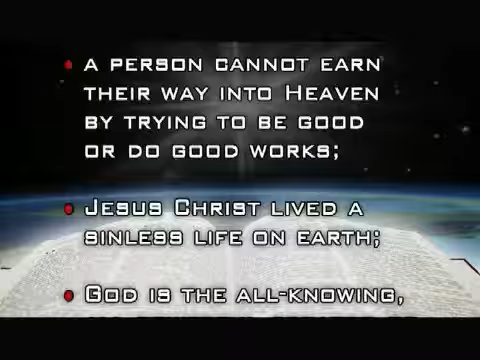 • A PERSON CANNOT EARN
THEIR WAY INTO HEAVEN
BY TRYING TO BE GOOD
OR DO GOOD WORKS;
• JESUS CHRIST LIVED A
SINLESS LIFE ON EARTH;
• GOD IS THE ALL-KNOWING,